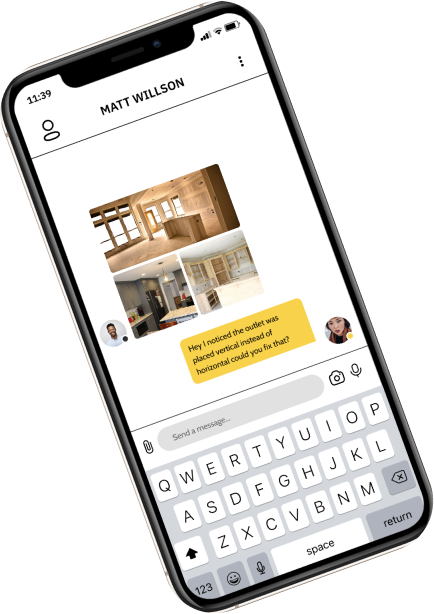 11:39
MATT WILLSON
Hey I noticed the outlet was
placed vertical instead of
horizontal could you fix that?
Send a message...
Q W E R T Y U I O P
A S D F G H J K L
Z X C V B N M
123 space return